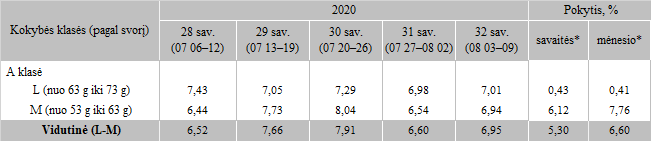 Kokybės klasės (pagal svorį) 2020 Pokytis, %
28 sav. (07 06–12) 29 sav. (07 13–19) 30 sav. (07 20–26) 31 sav. (07 27–08 02) 32 sav. (08 03–09) savaitės* mėnesio*
A klasė
L (nuo 63 g iki 73 g) 7,43 7,05 7,29 6,98 7,01 0,43 0,41
M (nuo 53 g iki 63 g) 6,44 7,73 8,04 6,54 6,94 6,12 7,76
Vidutinė (L-M) 6,52 7,66 7,91 6,60 6,95 5,30 6,60